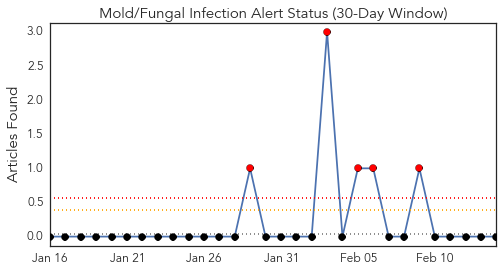 Mold/Fungal Infection Alert Status (30-Day Window)
Articles Found
3.0
2.5
2.0
1.5
1.0
0.5
0.0
Jan 16
Jan 21
Jan 26
Jan 31
Feb 05
Feb 10